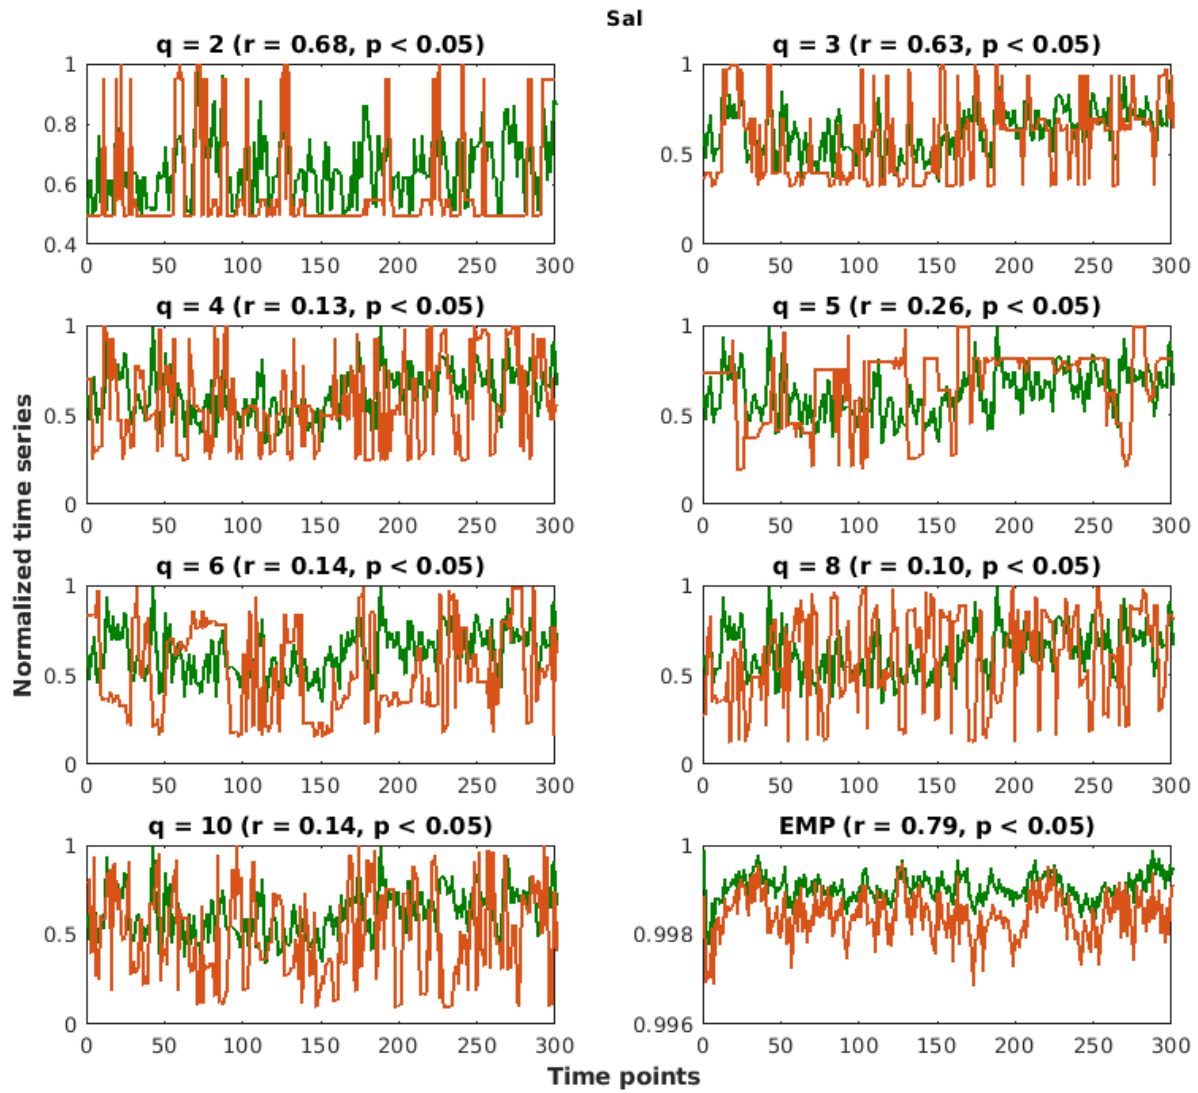 Sal
q = 2 (r = 0.68, p < 0.05)
1
0.8
0.6
0.4
0 50 100 150 200 250 300
q = 3 (r = 0.63, p < 0.05)
1
0.5
0
0 50 100 150 200 250 300
q = 4 (r = 0.13, p < 0.05)
1
0.5
0
0 50 100 150 200 250 300
q = 5 (r = 0.26, p < 0.05)
1
0.5
0
0 50 100 150 200 250 300
q = 6 (r = 0.14, p < 0.05)
1
0.5
0
0 50 100 150 200 250 300
q = 8 (r = 0.10, p < 0.05)
1
0.5
0
0 50 100 150 200 250 300
q = 10 (r = 0.14, p < 0.05)
1
0.5
0
0 50 100 150 200 250 300
EMP (r = 0.79, p < 0.05)
1
0.998
0.996
0 50 100 150 200 250 300
Normalized time series
Time points